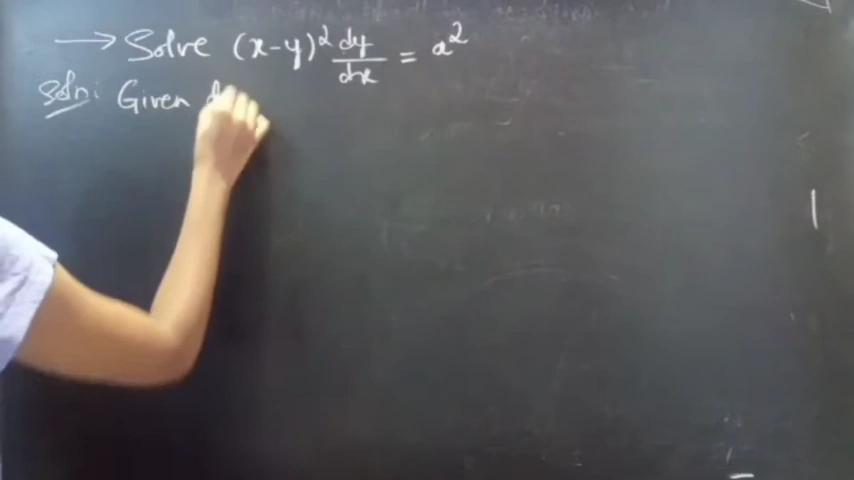 → Solve (x-y)² dy/dx = a²
Soln: Given d